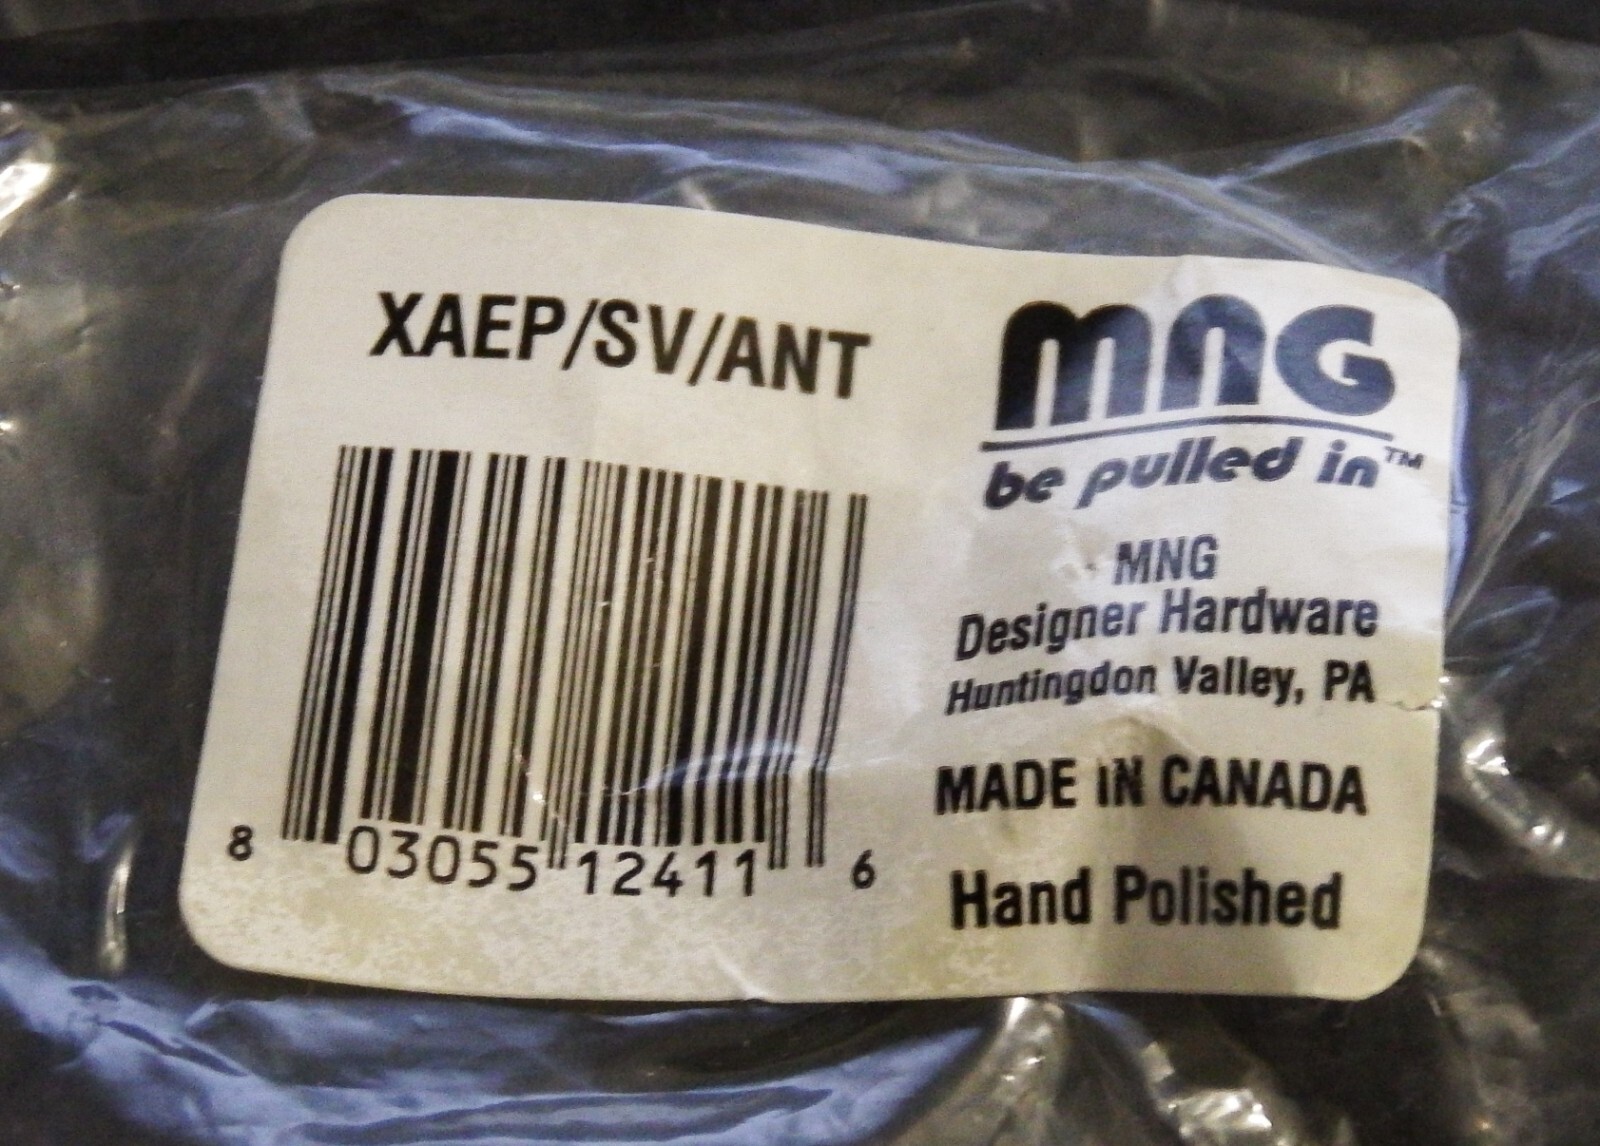 XAEP/SV/ANT
8 03055 12411 6
mnG
be pulled in™
MNG
Designer Hardware
Huntingdon Valley, PA
MADE IN CANADA
Hand Polished